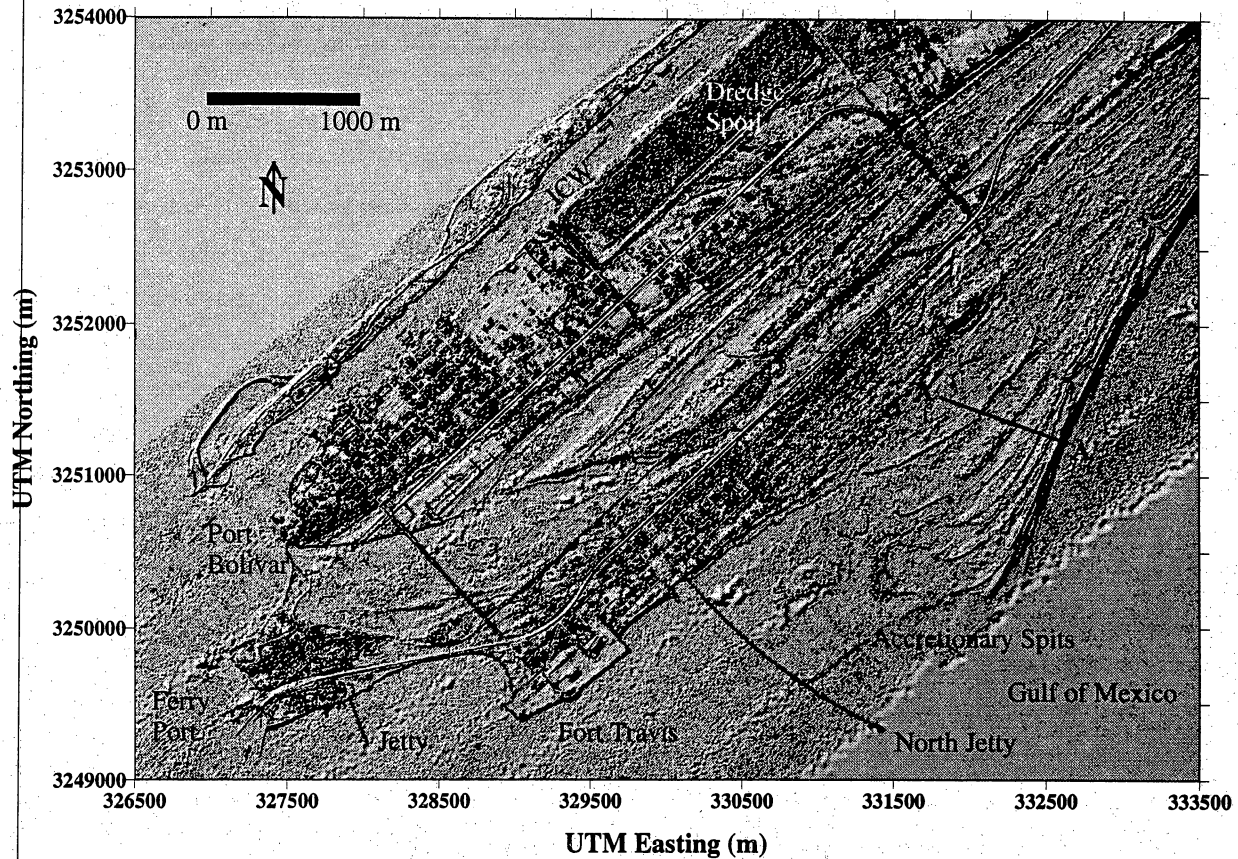 3254000
Dredge
Spoil
0 m 1000 m
3253000
N
ICW
3252000
UTM Northing (m)
A
A'
3251000
Port
Bolivar
3250000
Accretionary Spits
Gulf of Mexico
Ferry
Port
Jetty
Fort Travis
North Jetty
3249000
326500 327500 328500 329500 330500 331500 332500 333500
UTM Easting (m)